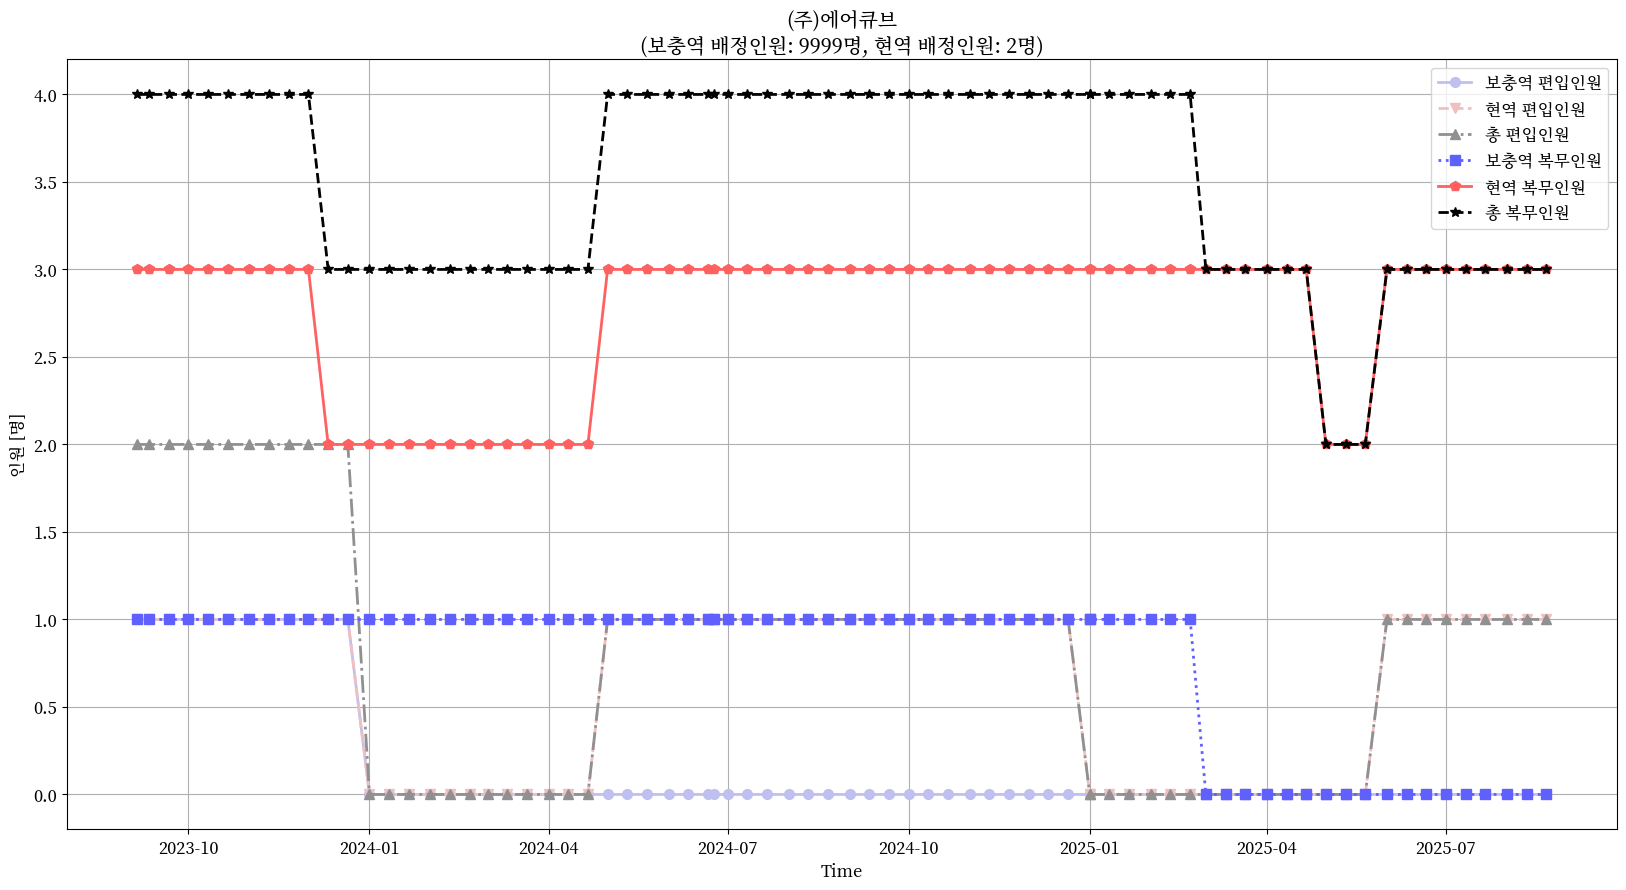 (주)에어큐브
(보충역 배정인원: 9999명, 현역 배정인원: 2명)
보충역 편입인원
현역 편입인원
총 편입인원
보충역 복무인원
현역 복무인원
총 복무인원
인원 [명]
4.0
3.5
3.0
2.5
2.0
1.5
1.0
0.5
0.0
2023-10
2024-01
2024-04
2024-07
2024-10
2025-01
2025-04
2025-07
Time